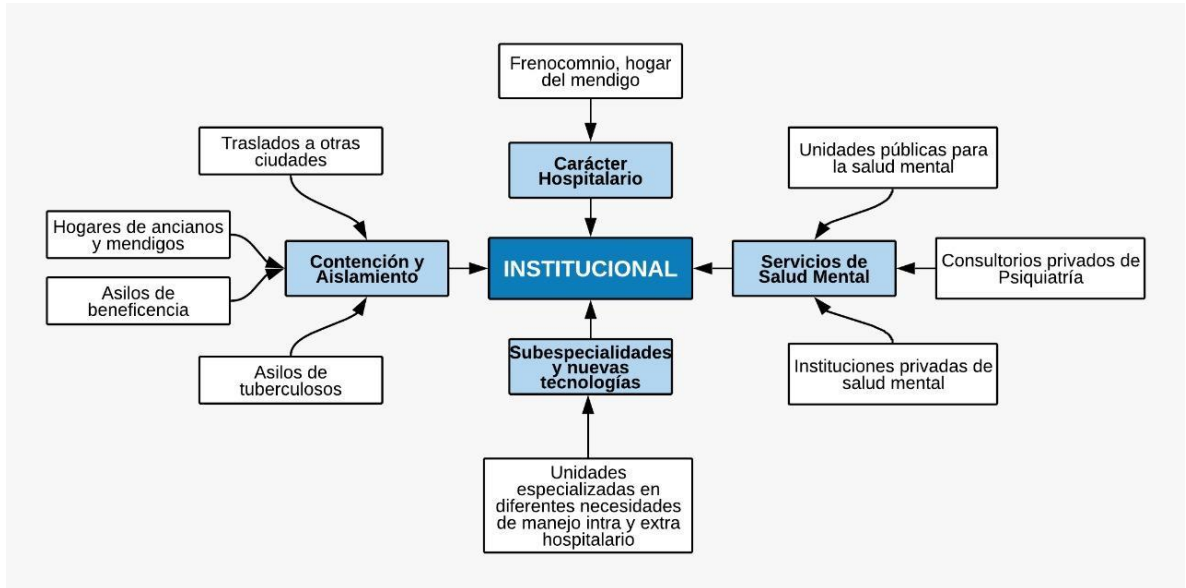 Frenocomnio, hogar
del mendigo
Traslados a otras
ciudades
Unidades públicas para
la salud mental
Carácter
Hospitalario
Hogares de ancianos
y mendigos
Contención y
Aislamiento
INSTITUCIONAL
Servicios de
Salud Mental
Consultorios privados de
Psiquiatría
Asilos de
beneficencia
Asilos de
tuberculosos
Subespecialidades
y nuevas
tecnologías
Instituciones privadas de
salud mental
Unidades
especializadas en
diferentes necesidades
de manejo intra y extra
hospitalario